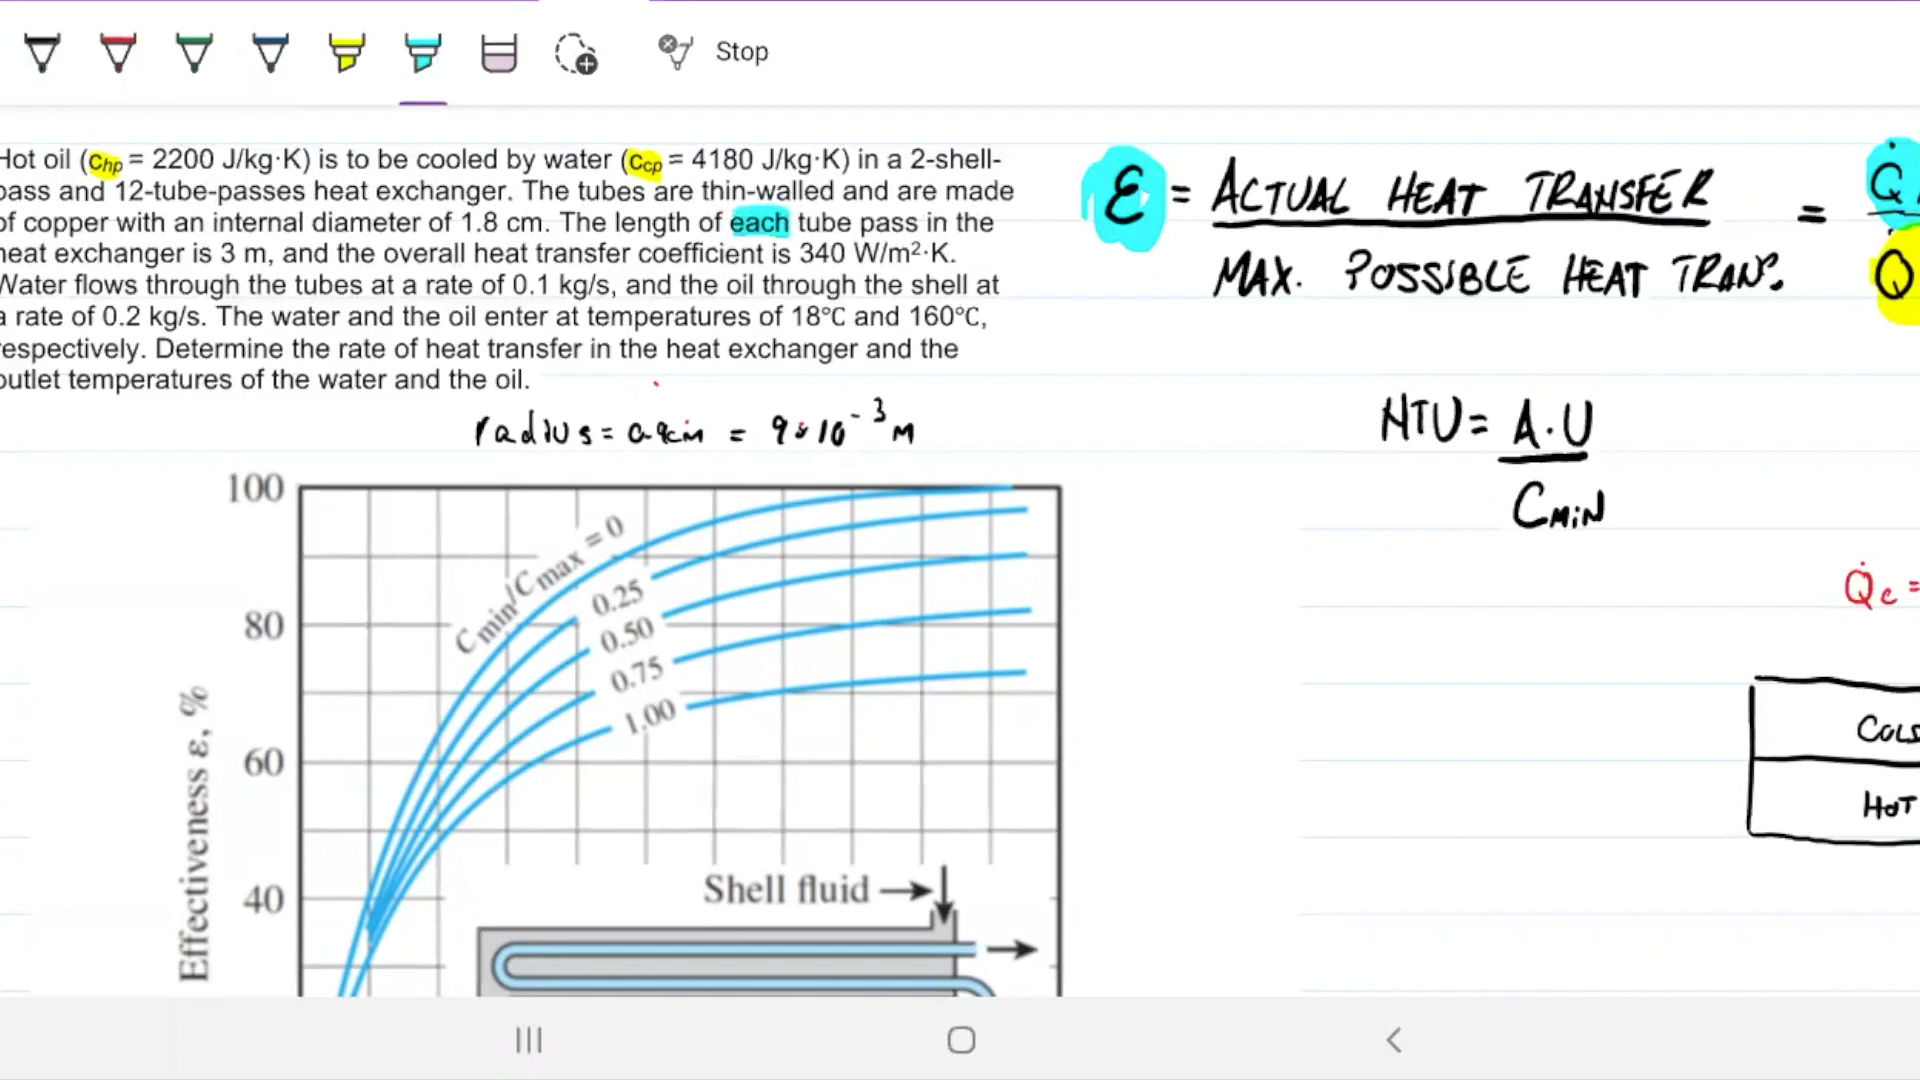 Stop
Hot oil (Chp = 2200 J/kg·K) is to be cooled by water (Ccp = 4180 J/kg·K) in a 2-shell-
pass and 12-tube-passes heat exchanger. The tubes are thin-walled and are made
of copper with an internal diameter of 1.8 cm. The length of each tube pass in the
heat exchanger is 3 m, and the overall heat transfer coefficient is 340 W/m²·K.
Water flows through the tubes at a rate of 0.1 kg/s, and the oil through the shell at
a rate of 0.2 kg/s. The water and the oil enter at temperatures of 18°C and 160°C,
respectively. Determine the rate of heat transfer in the heat exchanger and the
outlet temperatures of the water and the oil.
ε = ACTUAL HEAT TRANSFER
MAX. POSSIBLE HEAT TRANS.
= Q̇
Q̇
radius = = 9×10⁻³ M
NTU = A.U
CMIN
Q̇c =
COLD
HOT
100
80
60
40
Effectiveness ε, %
Cmin/Cmax = 0
0.25
0.50
0.75
1.00
Shell fluid